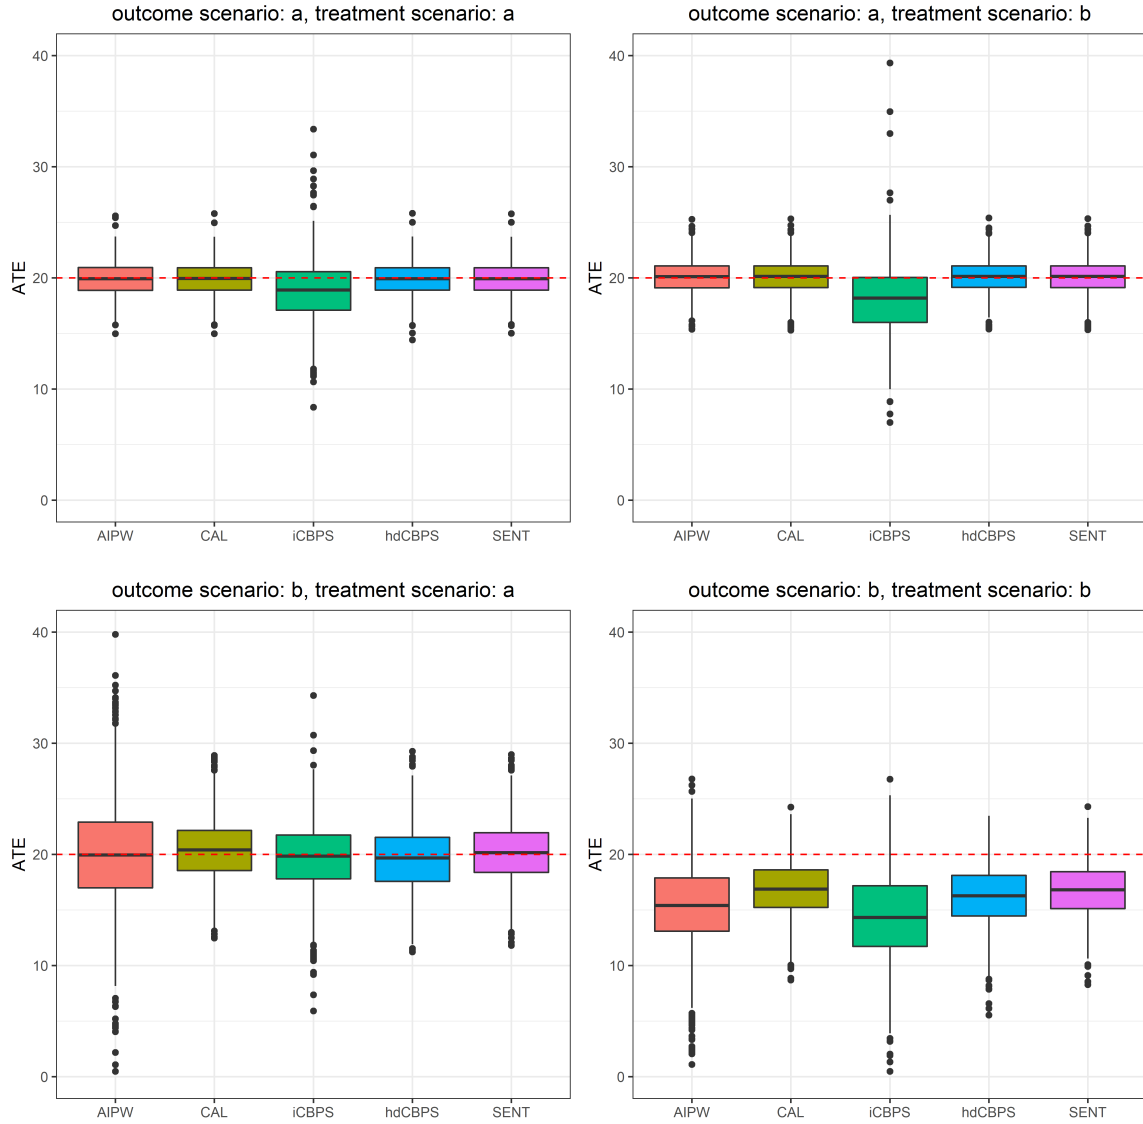 outcome scenario: a, treatment scenario: a
ATE
40
30
20
10
0
AIPW CAL iCBPS hdCBPS SENT
outcome scenario: a, treatment scenario: b
ATE
40
30
20
10
0
AIPW CAL iCBPS hdCBPS SENT
outcome scenario: b, treatment scenario: a
ATE
40
30
20
10
0
AIPW CAL iCBPS hdCBPS SENT
outcome scenario: b, treatment scenario: b
ATE
40
30
20
10
0
AIPW CAL iCBPS hdCBPS SENT